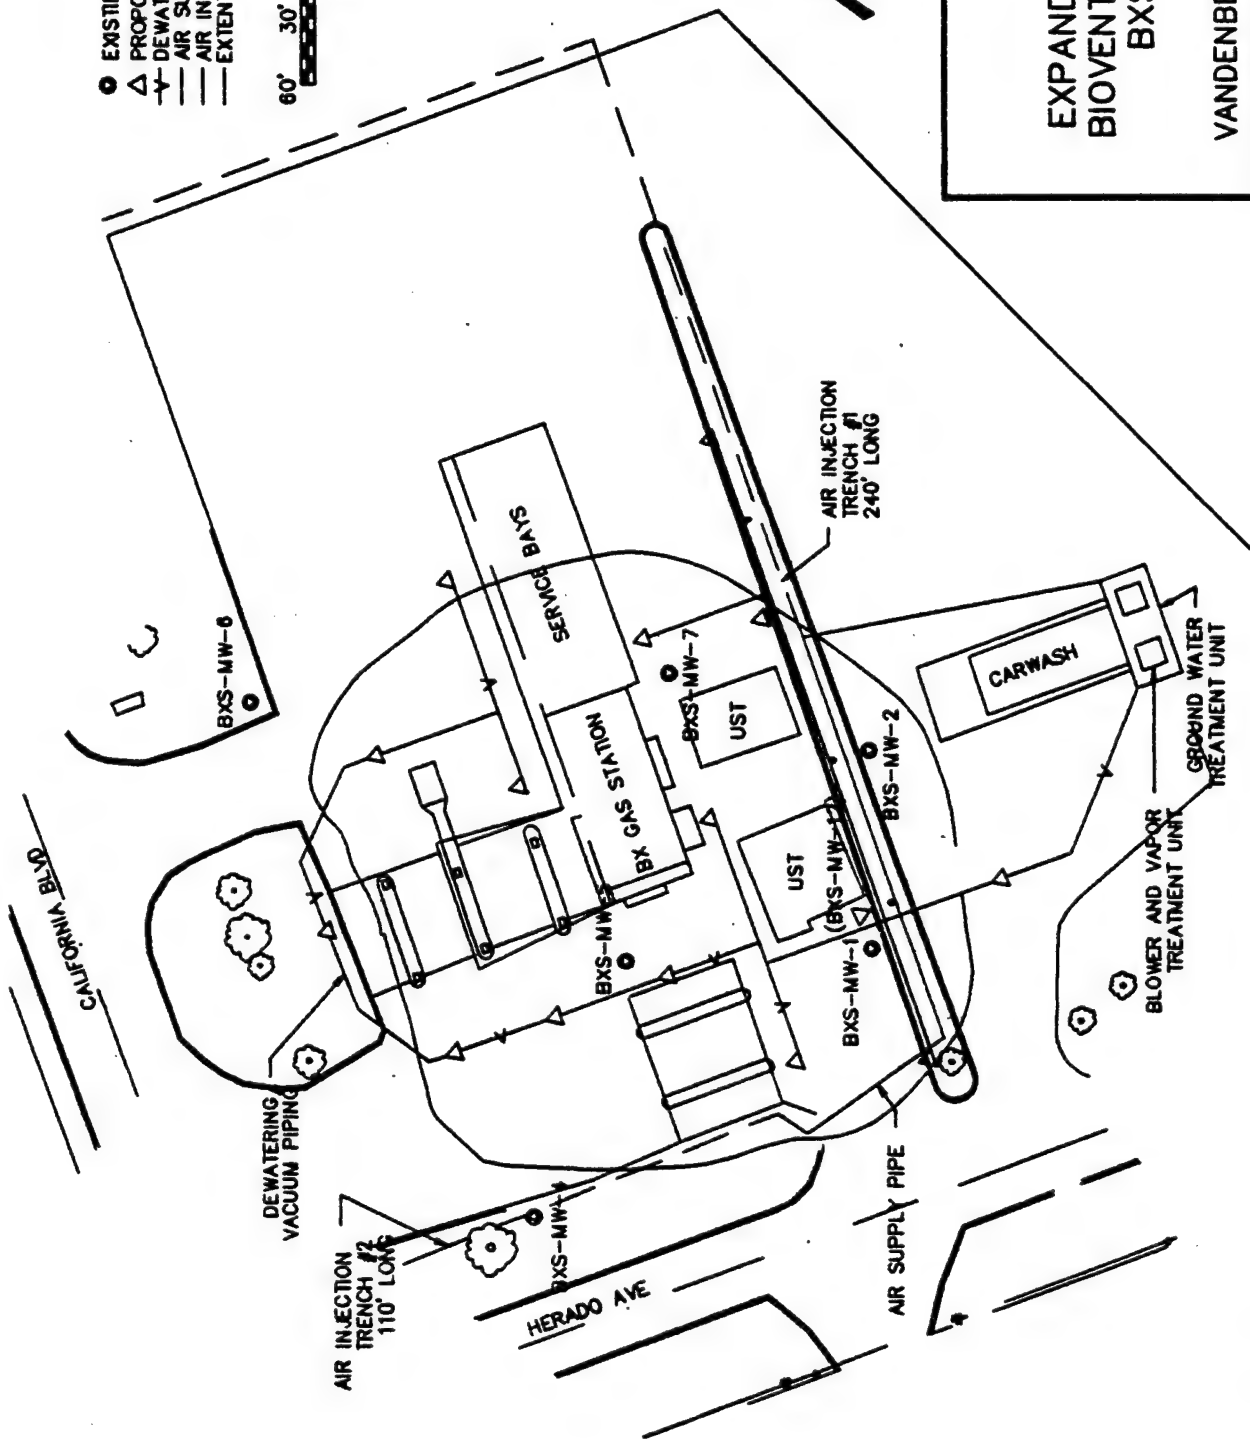 EXISTI
PROPO
DEWAT
AIR SU
AIR IN
EXTENT
60' 30'
EXPAND
BIOVENT
BXS
VANDENBE
CALIFORNIA BLVD
BXS-MW-6
SERVICE BAYS
AIR INJECTION
TRENCH #1
240' LONG
BX GAS STATION
BXS-MW-7
UST
UST
BXS-MW-2
BXS-MW-1
BXS-MW
CARWASH
GROUND WATER
TREATMENT UNIT
BLOWER AND VAPOR
TREATMENT UNIT
DEWATERING
VACUUM PIPING
AIR INJECTION
TRENCH #2
110' LONG
BXS-MW-4
HERADO AVE
AIR SUPPLY PIPE